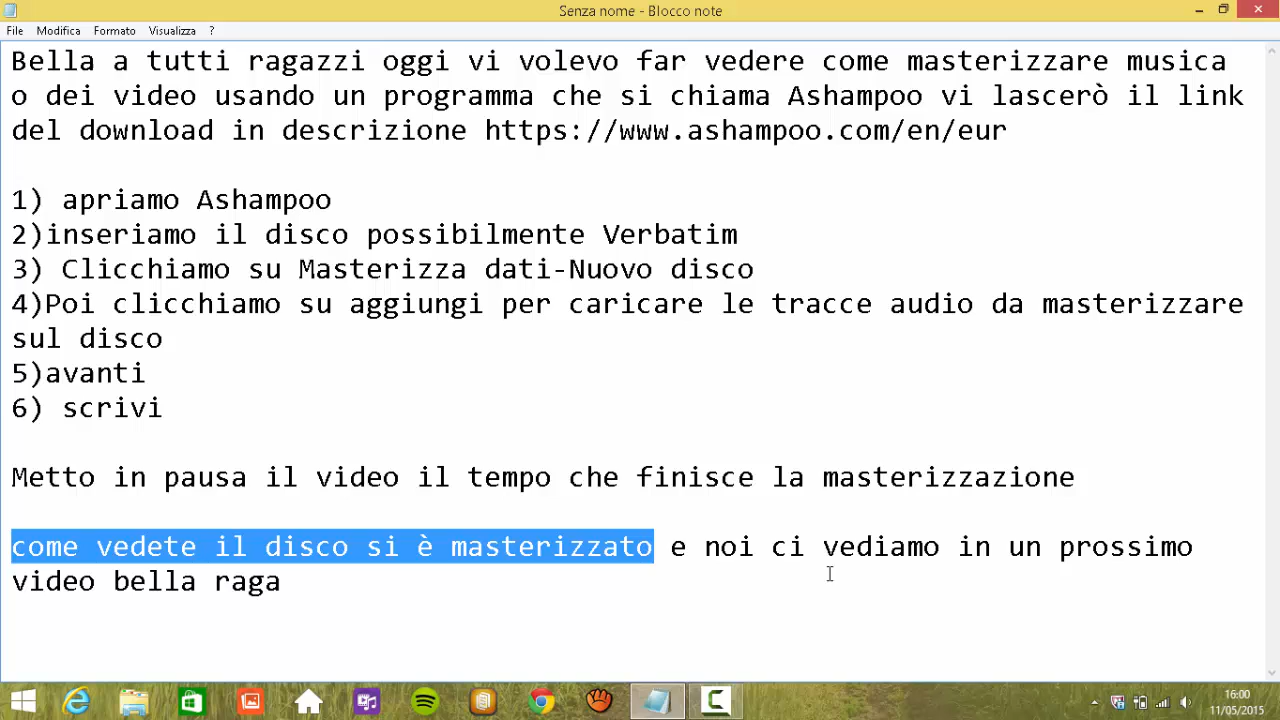 Senza nome - Blocco note
File Modifica Formato Visualizza ?
Bella a tutti ragazzi oggi vi volevo far vedere come masterizzare musica
o dei video usando un programma che si chiama Ashampoo vi lascerò il link
del download in descrizione https://www.ashampoo.com/en/eur
1) apriamo Ashampoo
2)inseriamo il disco possibilmente Verbatim
3) Clicchiamo su Masterizza dati-Nuovo disco
4)Poi clicchiamo su aggiungi per caricare le tracce audio da masterizzare
sul disco
5)avanti
6) scrivi
Metto in pausa il video il tempo che finisce la masterizzazione
come vedete il disco si è masterizzato e noi ci vediamo in un prossimo
video bella raga
16:00
11/05/2015